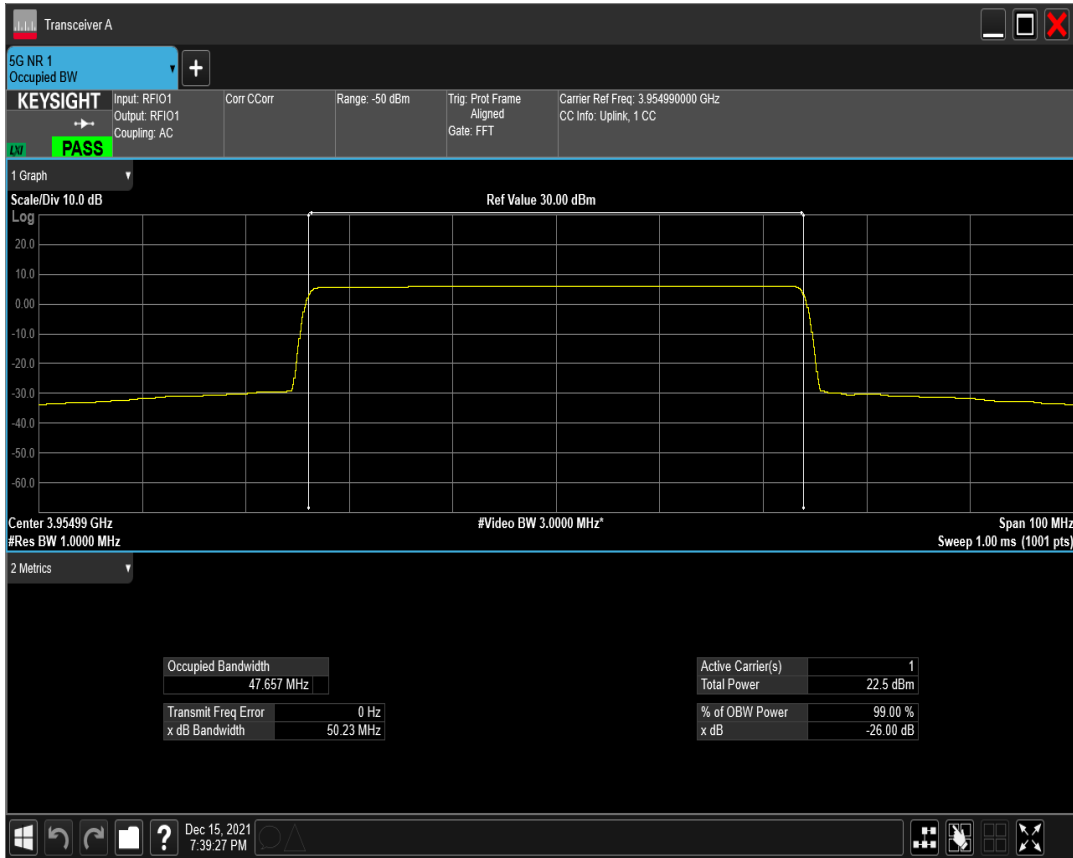 Transceiver A
5G NR 1
Occupied BW
+
KEYSIGHT
LXI
PASS
Input: RFIO1
Output: RFIO1
Coupling: AC
Corr CCorr
Range: -50 dBm
Trig: Prot Frame
Aligned
Gate: FFT
Carrier Ref Freq: 3.954990000 GHz
CC Info: Uplink, 1 CC
1 Graph
Scale/Div 10.0 dB
Ref Value 30.00 dBm
Log
20.0
10.0
0.00
-10.0
-20.0
-30.0
-40.0
-50.0
-60.0
Center 3.95499 GHz
#Video BW 3.0000 MHz*
Span 100 MHz
#Res BW 1.0000 MHz
Sweep 1.00 ms (1001 pts)
2 Metrics
Occupied Bandwidth
47.657 MHz
Transmit Freq Error 0 Hz
x dB Bandwidth 50.23 MHz
Active Carrier(s) 1
Total Power 22.5 dBm
% of OBW Power 99.00 %
x dB -26.00 dB
?
Dec 15, 2021
7:39:27 PM